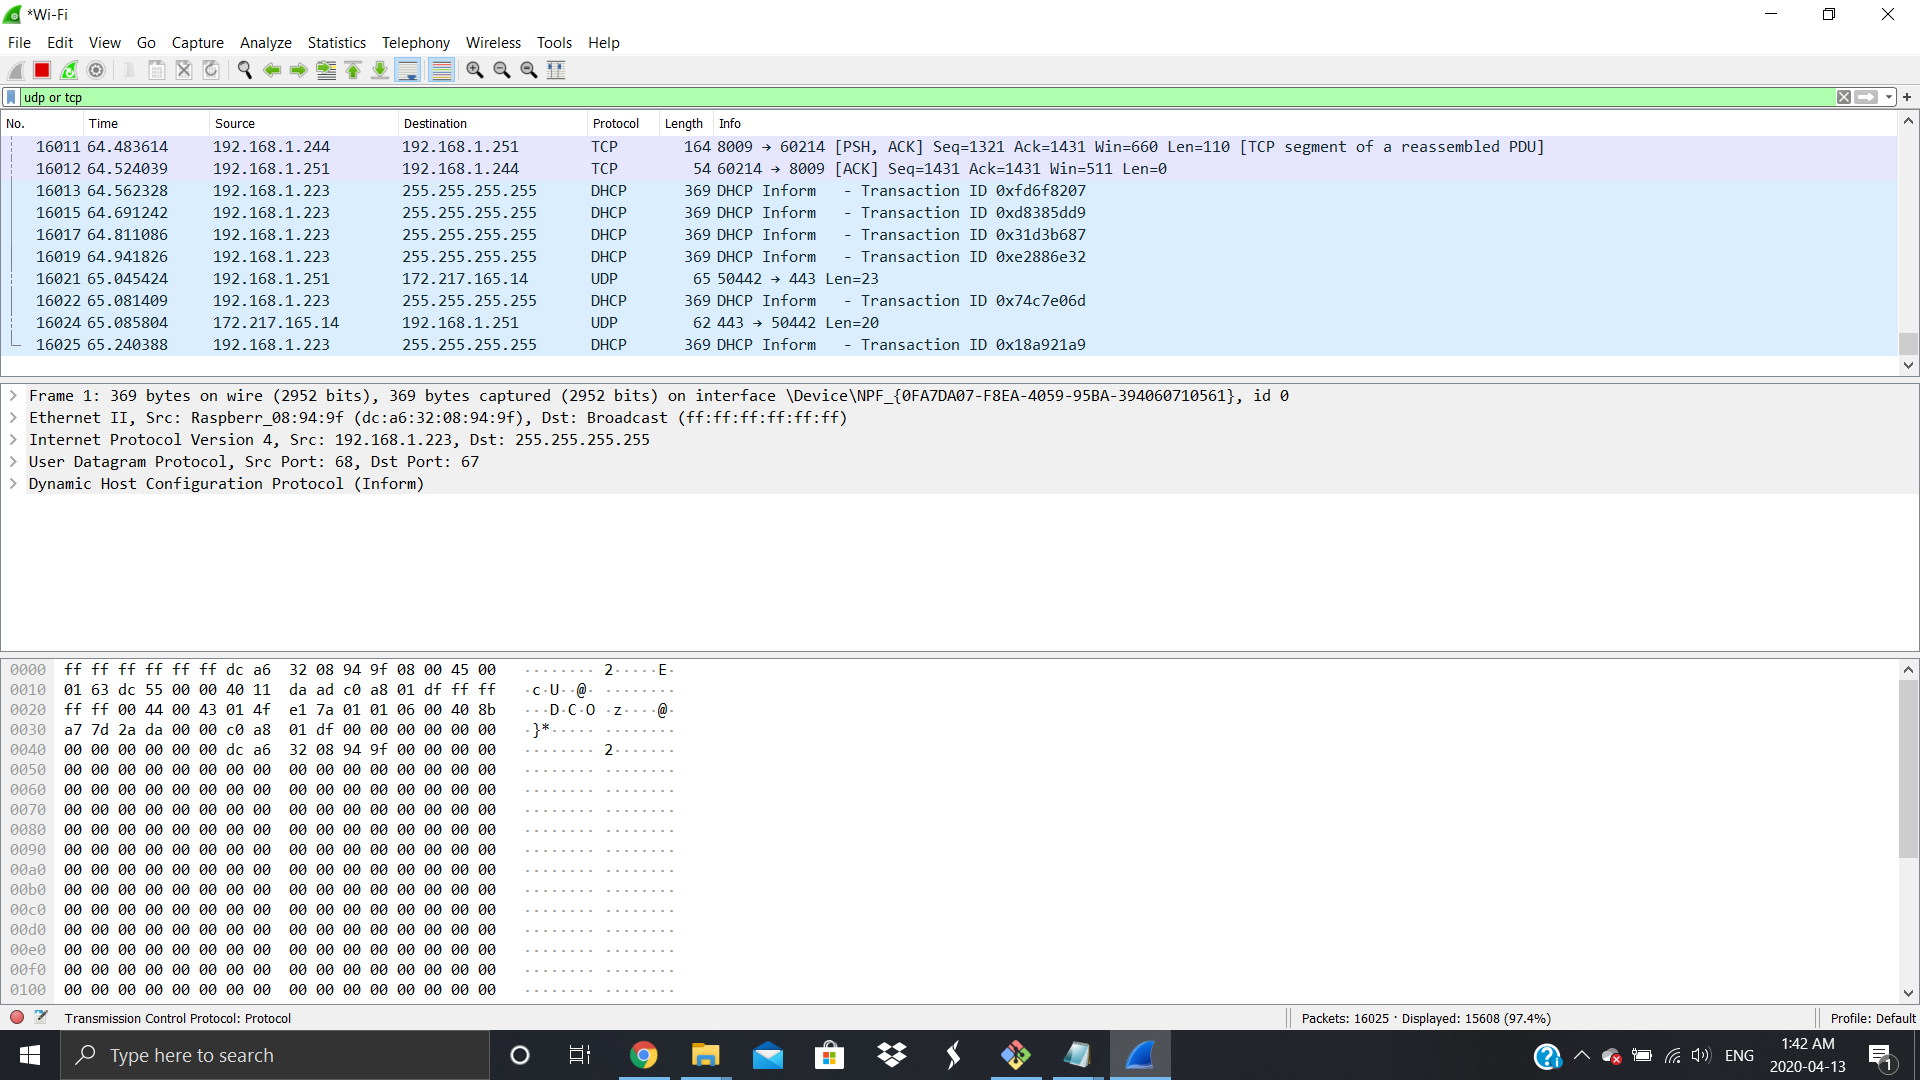 *Wi-Fi
File Edit View Go Capture Analyze Statistics Telephony Wireless Tools Help
udp or tcp
No. Time Source Destination Protocol Length Info
16011 64.483614 192.168.1.244 192.168.1.251 TCP 164 8009 → 60214 [PSH, ACK] Seq=1321 Ack=1431 Win=660 Len=110 [TCP segment of a reassembled PDU]
16012 64.524039 192.168.1.251 192.168.1.244 TCP 54 60214 → 8009 [ACK] Seq=1431 Ack=1431 Win=511 Len=0
16013 64.562328 192.168.1.223 255.255.255.255 DHCP 369 DHCP Inform - Transaction ID 0xfd6f8207
16015 64.691242 192.168.1.223 255.255.255.255 DHCP 369 DHCP Inform - Transaction ID 0xd8385dd9
16017 64.811086 192.168.1.223 255.255.255.255 DHCP 369 DHCP Inform - Transaction ID 0x31d3b687
16019 64.941826 192.168.1.223 255.255.255.255 DHCP 369 DHCP Inform - Transaction ID 0xe2886e32
16021 65.045424 192.168.1.251 172.217.165.14 UDP 65 50442 → 443 Len=23
16022 65.081409 192.168.1.223 255.255.255.255 DHCP 369 DHCP Inform - Transaction ID 0x74c7e06d
16024 65.085804 172.217.165.14 192.168.1.251 UDP 62 443 → 50442 Len=20
16025 65.240388 192.168.1.223 255.255.255.255 DHCP 369 DHCP Inform - Transaction ID 0x18a921a9
Frame 1: 369 bytes on wire (2952 bits), 369 bytes captured (2952 bits) on interface \Device\NPF_{0FA7DA07-F8EA-4059-95BA-394060710561}, id 0
Ethernet II, Src: Raspberr_08:94:9f (dc:a6:32:08:94:9f), Dst: Broadcast (ff:ff:ff:ff:ff:ff)
Internet Protocol Version 4, Src: 192.168.1.223, Dst: 255.255.255.255
User Datagram Protocol, Src Port: 68, Dst Port: 67
Dynamic Host Configuration Protocol (Inform)
0000 ff ff ff ff ff ff dc a6 32 08 94 9f 08 00 45 00 ········ 2·····E·
0010 01 63 dc 55 00 00 40 11 da ad c0 a8 01 df ff ff ·c·U··@· ········
0020 ff ff 00 44 00 43 01 4f e1 7a 01 01 06 00 40 8b ···D·C·O ·z····@·
0030 a7 7d 2a da 00 00 c0 a8 01 df 00 00 00 00 00 00 ·}*····· ········
0040 00 00 00 00 00 00 dc a6 32 08 94 9f 00 00 00 00 ········ 2·······
0050 00 00 00 00 00 00 00 00 00 00 00 00 00 00 00 00 ········ ········
0060 00 00 00 00 00 00 00 00 00 00 00 00 00 00 00 00 ········ ········
0070 00 00 00 00 00 00 00 00 00 00 00 00 00 00 00 00 ········ ········
0080 00 00 00 00 00 00 00 00 00 00 00 00 00 00 00 00 ········ ········
0090 00 00 00 00 00 00 00 00 00 00 00 00 00 00 00 00 ········ ········
00a0 00 00 00 00 00 00 00 00 00 00 00 00 00 00 00 00 ········ ········
00b0 00 00 00 00 00 00 00 00 00 00 00 00 00 00 00 00 ········ ········
00c0 00 00 00 00 00 00 00 00 00 00 00 00 00 00 00 00 ········ ········
00d0 00 00 00 00 00 00 00 00 00 00 00 00 00 00 00 00 ········ ········
00e0 00 00 00 00 00 00 00 00 00 00 00 00 00 00 00 00 ········ ········
00f0 00 00 00 00 00 00 00 00 00 00 00 00 00 00 00 00 ········ ········
0100 00 00 00 00 00 00 00 00 00 00 00 00 00 00 00 00 ········ ········
Transmission Control Protocol: Protocol Packets: 16025 · Displayed: 15608 (97.4%) Profile: Default
Type here to search
ENG
1:42 AM
2020-04-13
1